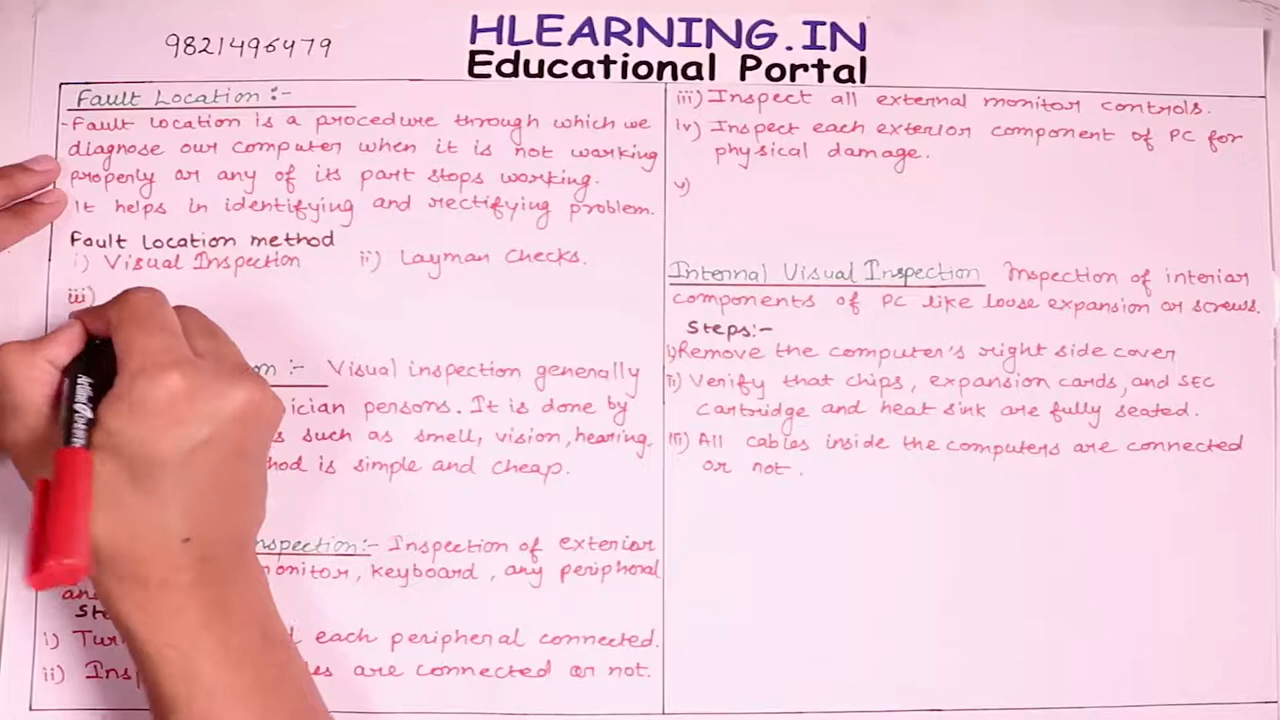 9821496479
HLEARNING.IN
Educational Portal
Fault Location :-
-Fault location is a procedure through which we
diagnose our computer when it is not working
properly or any of its part stops working.
It helps in identifying and rectifying problem.
Fault Location method
i) Visual Inspection ii) Layman Checks.
iii)
:- Visual inspection generally
persons. It is done by
such as smell, vision, hearing.
is simple and cheap.
Inspection:- Inspection of exterior
monitor, keyboard, any peripheral
i) each peripheral connected.
ii) are connected or not.
iii) Inspect all external monitor controls.
iv) Inspect each exterior component of PC for
physical damage.
v)
Internal Visual Inspection Inspection of interior
components of PC like loose expansion or screws.
Steps:-
i) Remove the computer's right side cover
ii) Verify that chips, expansion cards, and SEC
Cartridge and heat sink are fully seated.
iii) All cables inside the computers are connected
or not.